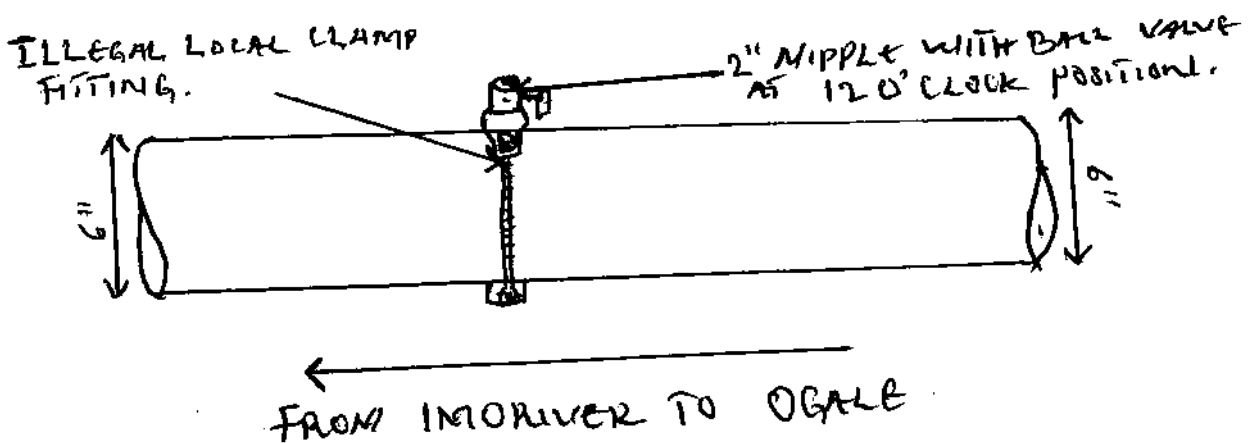 ILLEGAL LOCAL CLAMP
FITTING.
2" NIPPLE WITH BALL VALVE
AT 12 O'CLOCK POSITION.
6"
6"
FROM IMORIVER TO OGALE